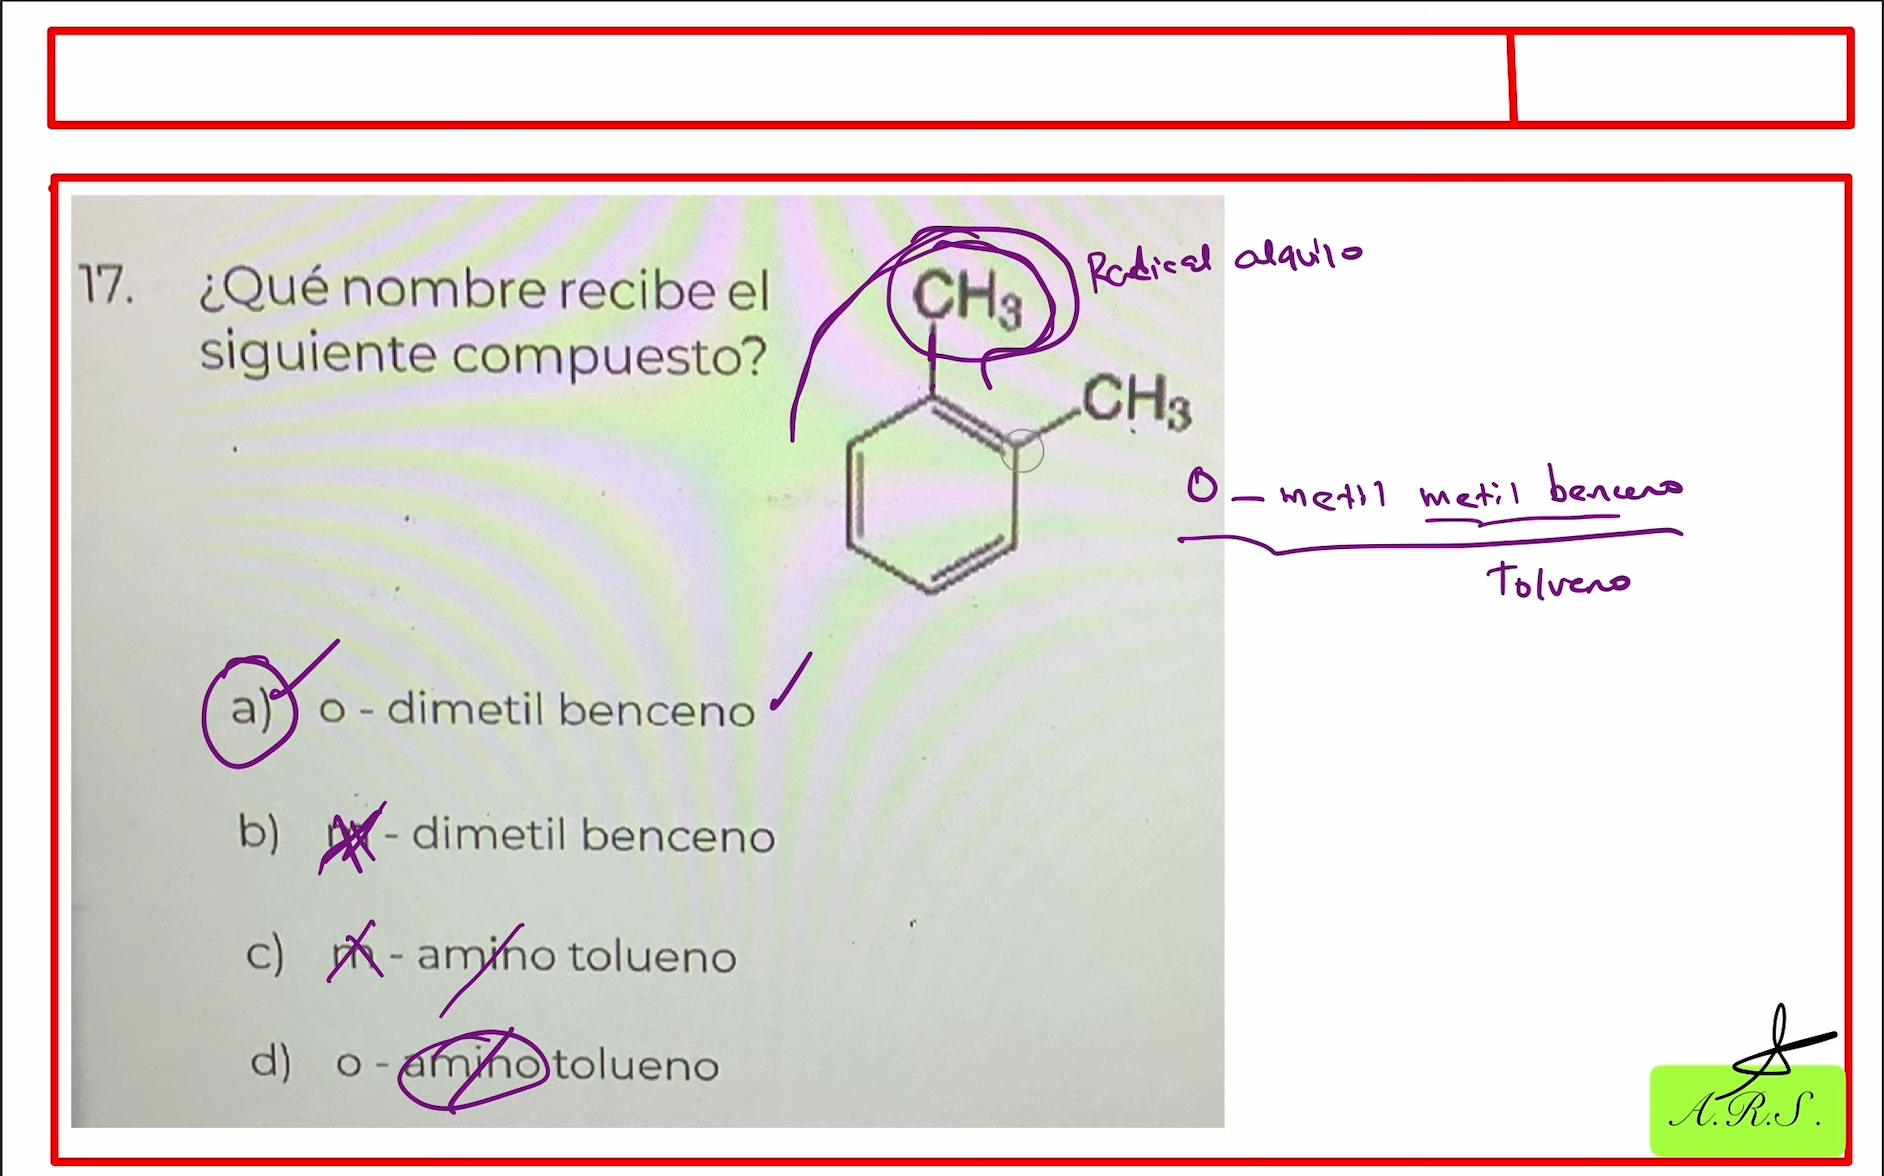 17. ¿Qué nombre recibe el
siguiente compuesto?
CH₃
Radical alquilo
CH₃
O - metil metil benceno
Tolueno
a) o - dimetil benceno
b) m - dimetil benceno
c) m - amino tolueno
d) o - amino tolueno
A.R.S.